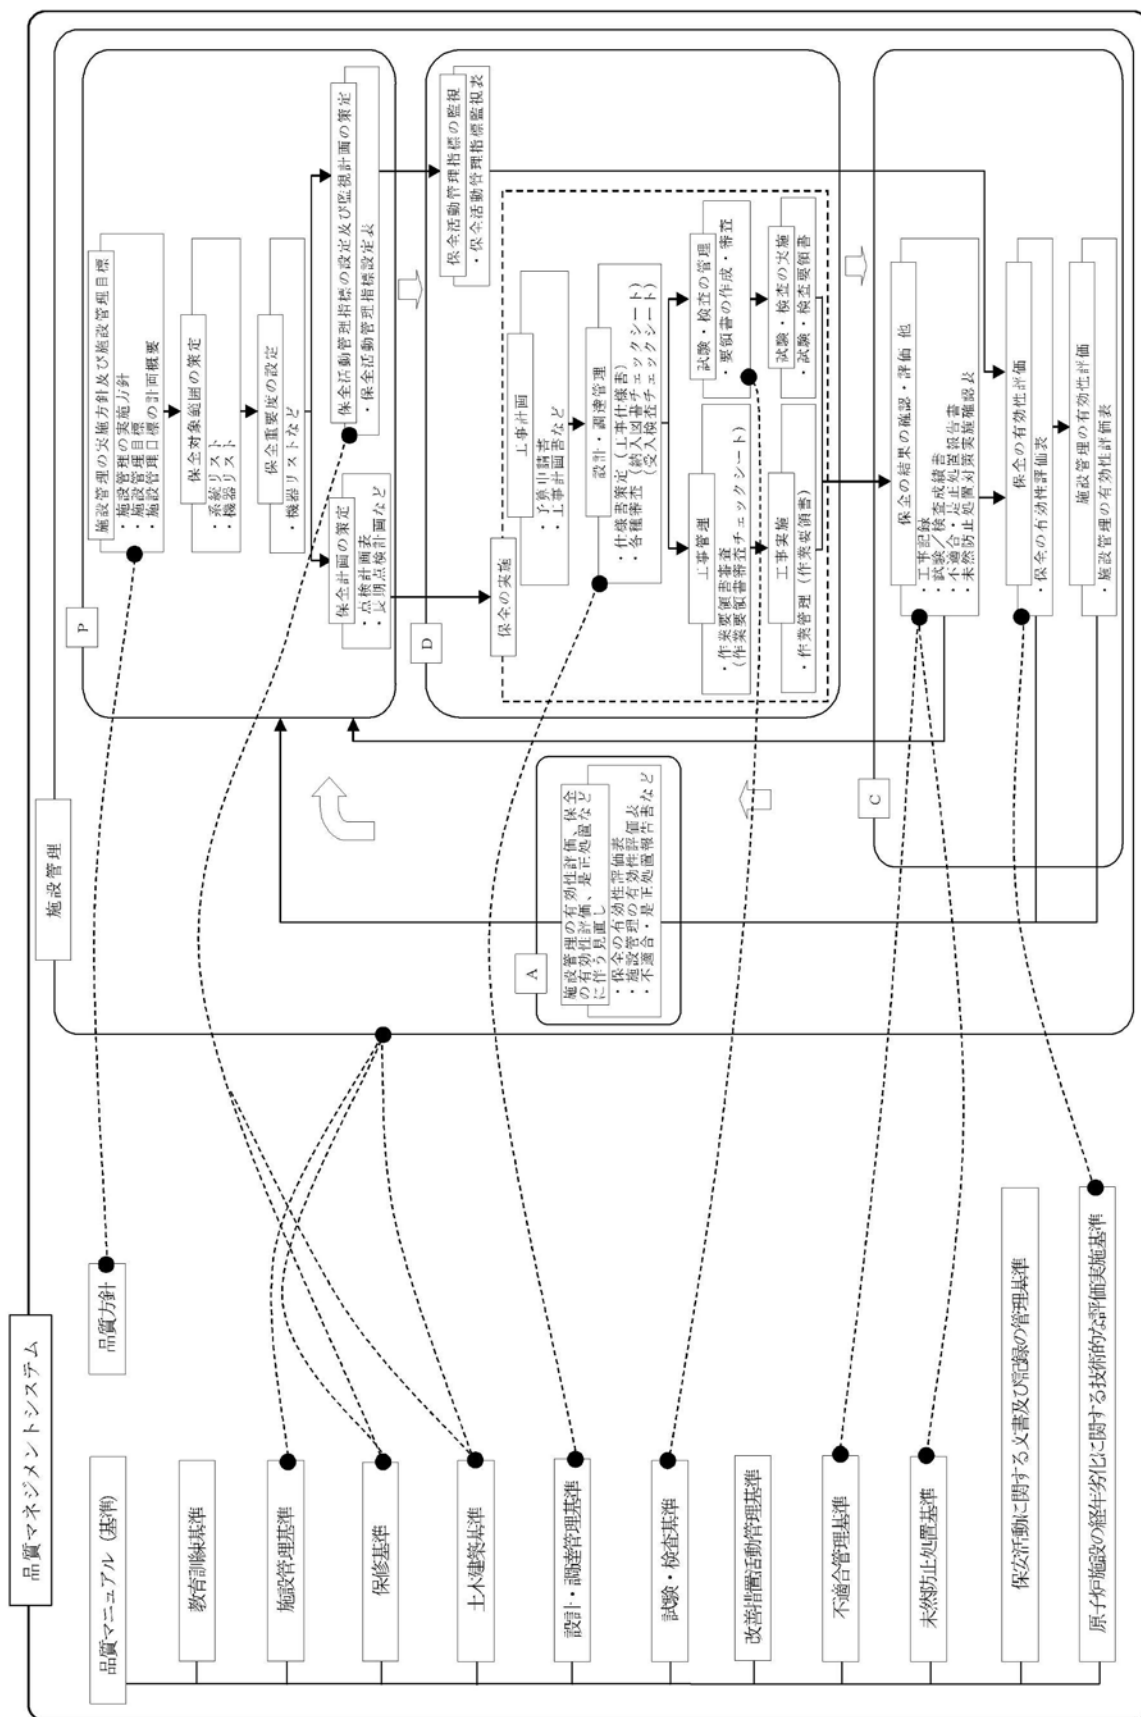 品質マネジメントシステム
品質マニュアル（基準）
品質方針
教育訓練基準
施設管理基準
保修基準
土木建築基準
設計・調達管理基準
試験・検査基準
改善措置活動管理基準
不適合管理基準
未然防止処置基準
保安活動に関する文書及び記録の管理基準
原子炉施設の経年劣化に関する技術的な評価実施基準
施設管理
P
施設管理の実施方針及び施設管理目標
・施設管理の実施方針
・施設管理目標
・施設管理目標の計画概要
保全対象範囲の策定
・系統リスト
・機器リスト
保全重要度の設定
・機器リストなど
保全計画の策定
・点検計画表
・長期点検計画など
保全活動管理指標の設定及び監視計画の策定
・保全活動管理指標設定表
D
保全活動管理指標の監視
・保全活動管理指標監視表
保全の実施
工事計画
・予算申請書
・工事計画書など
設計・調達管理
・仕様書策定（工事仕様書）
・各種審査（納入図書チェックシート）
（受入検査チェックシート）
工事管理
・作業要領書審査
（作業要領書審査チェックシート）
試験・検査の管理
・要領書の作成・審査
工事実施
・作業管理（作業要領書）
試験・検査の実施
・試験・検査要領書
A
施設管理の有効性評価、保全
の有効性評価、是正処置など
に伴う見直し
・保全の有効性評価表
・施設管理の有効性評価表
・不適合・是正処置報告書など
C
保全の結果の確認・評価 他
・工事記録
・試験／検査成績書
・不適合・是正処置報告書
・未然防止処置対策実施確認表
保全の有効性評価
・保全の有効性評価表
施設管理の有効性評価
・施設管理の有効性評価表